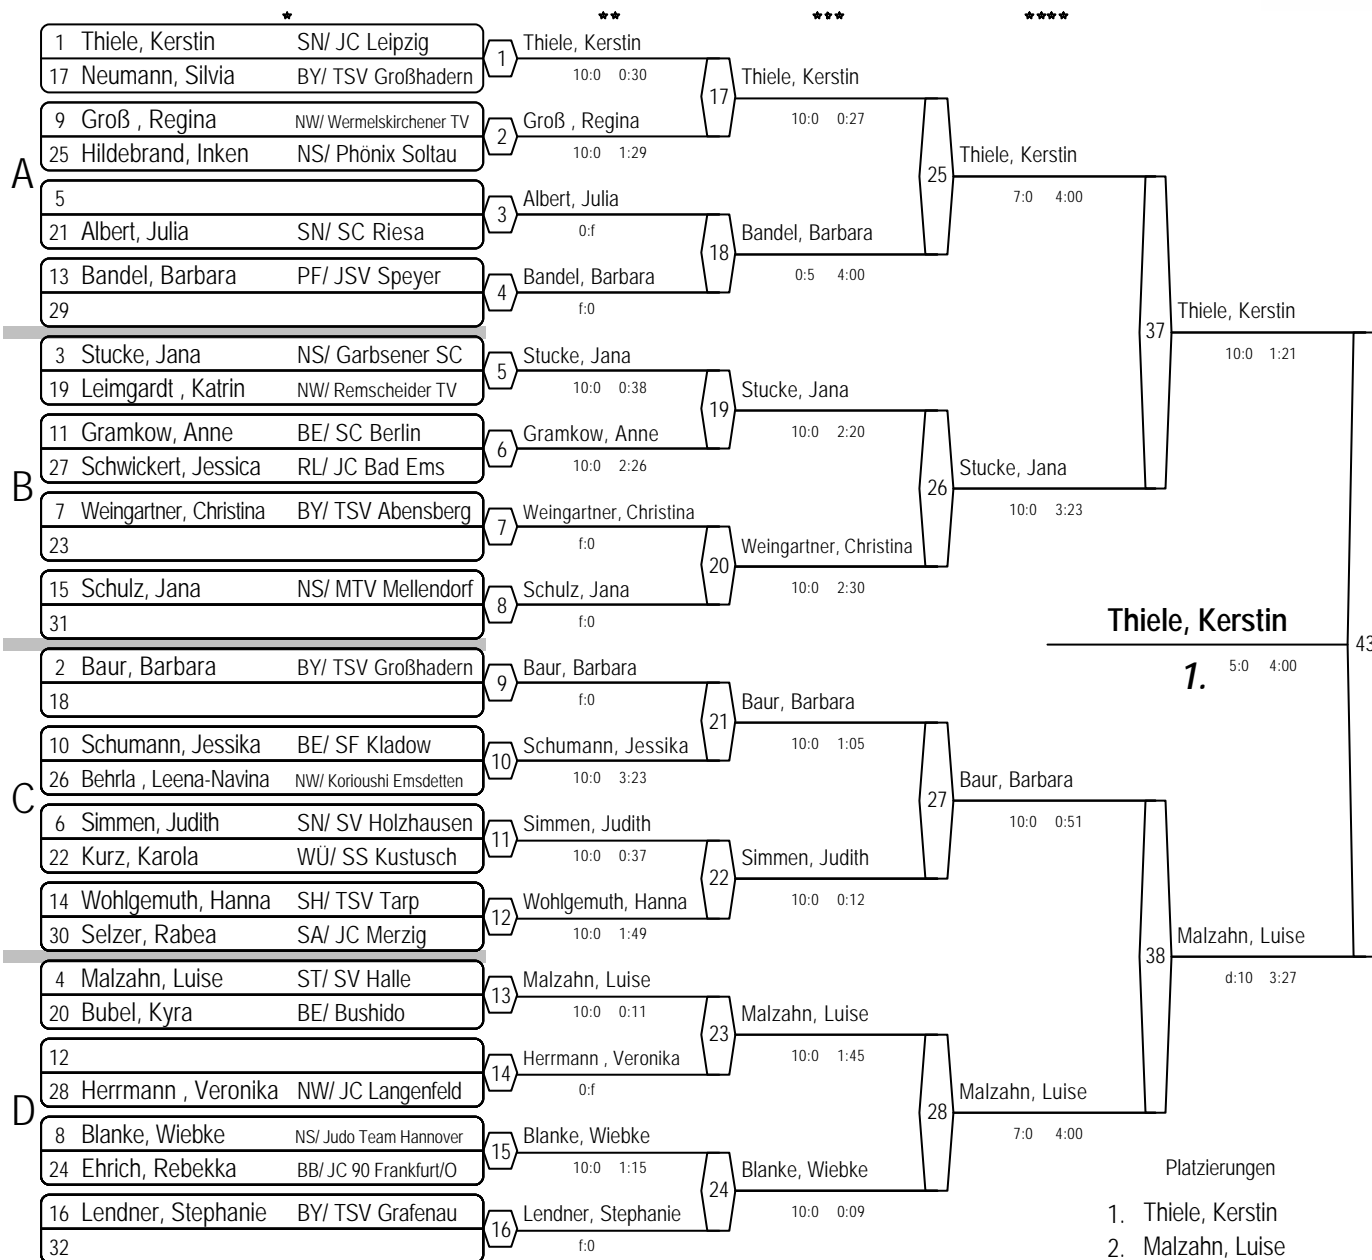 * ** *** ****
1 Thiele, Kerstin SN/ JC Leipzig
17 Neumann, Silvia BY/ TSV Großhadern
9 Groß , Regina NW/ Wermelskirchener TV
25 Hildebrand, Inken NS/ Phönix Soltau
A
5
21 Albert, Julia SN/ SC Riesa
13 Bandel, Barbara PF/ JSV Speyer
29
3 Stucke, Jana NS/ Garbsener SC
19 Leimgardt , Katrin NW/ Remscheider TV
11 Gramkow, Anne BE/ SC Berlin
27 Schwickert, Jessica RL/ JC Bad Ems
B
7 Weingartner, Christina BY/ TSV Abensberg
23
15 Schulz, Jana NS/ MTV Mellendorf
31
2 Baur, Barbara BY/ TSV Großhadern
18
10 Schumann, Jessika BE/ SF Kladow
26 Behrla , Leena-Navina NW/ Korioushi Emsdetten
C
6 Simmen, Judith SN/ SV Holzhausen
22 Kurz, Karola WÜ/ SS Kustusch
14 Wohlgemuth, Hanna SH/ TSV Tarp
30 Selzer, Rabea SA/ JC Merzig
4 Malzahn, Luise ST/ SV Halle
20 Bubel, Kyra BE/ Bushido
12
28 Herrmann , Veronika NW/ JC Langenfeld
D
8 Blanke, Wiebke NS/ Judo Team Hannover
24 Ehrich, Rebekka BB/ JC 90 Frankfurt/O
16 Lendner, Stephanie BY/ TSV Grafenau
32
1 Thiele, Kerstin
10:0 0:30
2 Groß , Regina
10:0 1:29
3 Albert, Julia
0:f
4 Bandel, Barbara
f:0
5 Stucke, Jana
10:0 0:38
6 Gramkow, Anne
10:0 2:26
7 Weingartner, Christina
f:0
8 Schulz, Jana
f:0
9 Baur, Barbara
f:0
10 Schumann, Jessika
10:0 3:23
11 Simmen, Judith
10:0 0:37
12 Wohlgemuth, Hanna
10:0 1:49
13 Malzahn, Luise
10:0 0:11
14 Herrmann , Veronika
0:f
15 Blanke, Wiebke
10:0 1:15
16 Lendner, Stephanie
f:0
17 Thiele, Kerstin
10:0 0:27
18 Bandel, Barbara
0:5 4:00
19 Stucke, Jana
10:0 2:20
20 Weingartner, Christina
10:0 2:30
21 Baur, Barbara
10:0 1:05
22 Simmen, Judith
10:0 0:12
23 Malzahn, Luise
10:0 1:45
24 Blanke, Wiebke
10:0 0:09
25 Thiele, Kerstin
7:0 4:00
26 Stucke, Jana
10:0 3:23
27 Baur, Barbara
10:0 0:51
28 Malzahn, Luise
7:0 4:00
37 Thiele, Kerstin
10:0 1:21
38 Malzahn, Luise
d:10 3:27
Thiele, Kerstin
43
1. 5:0 4:00
Platzierungen
1. Thiele, Kerstin
2. Malzahn, Luise